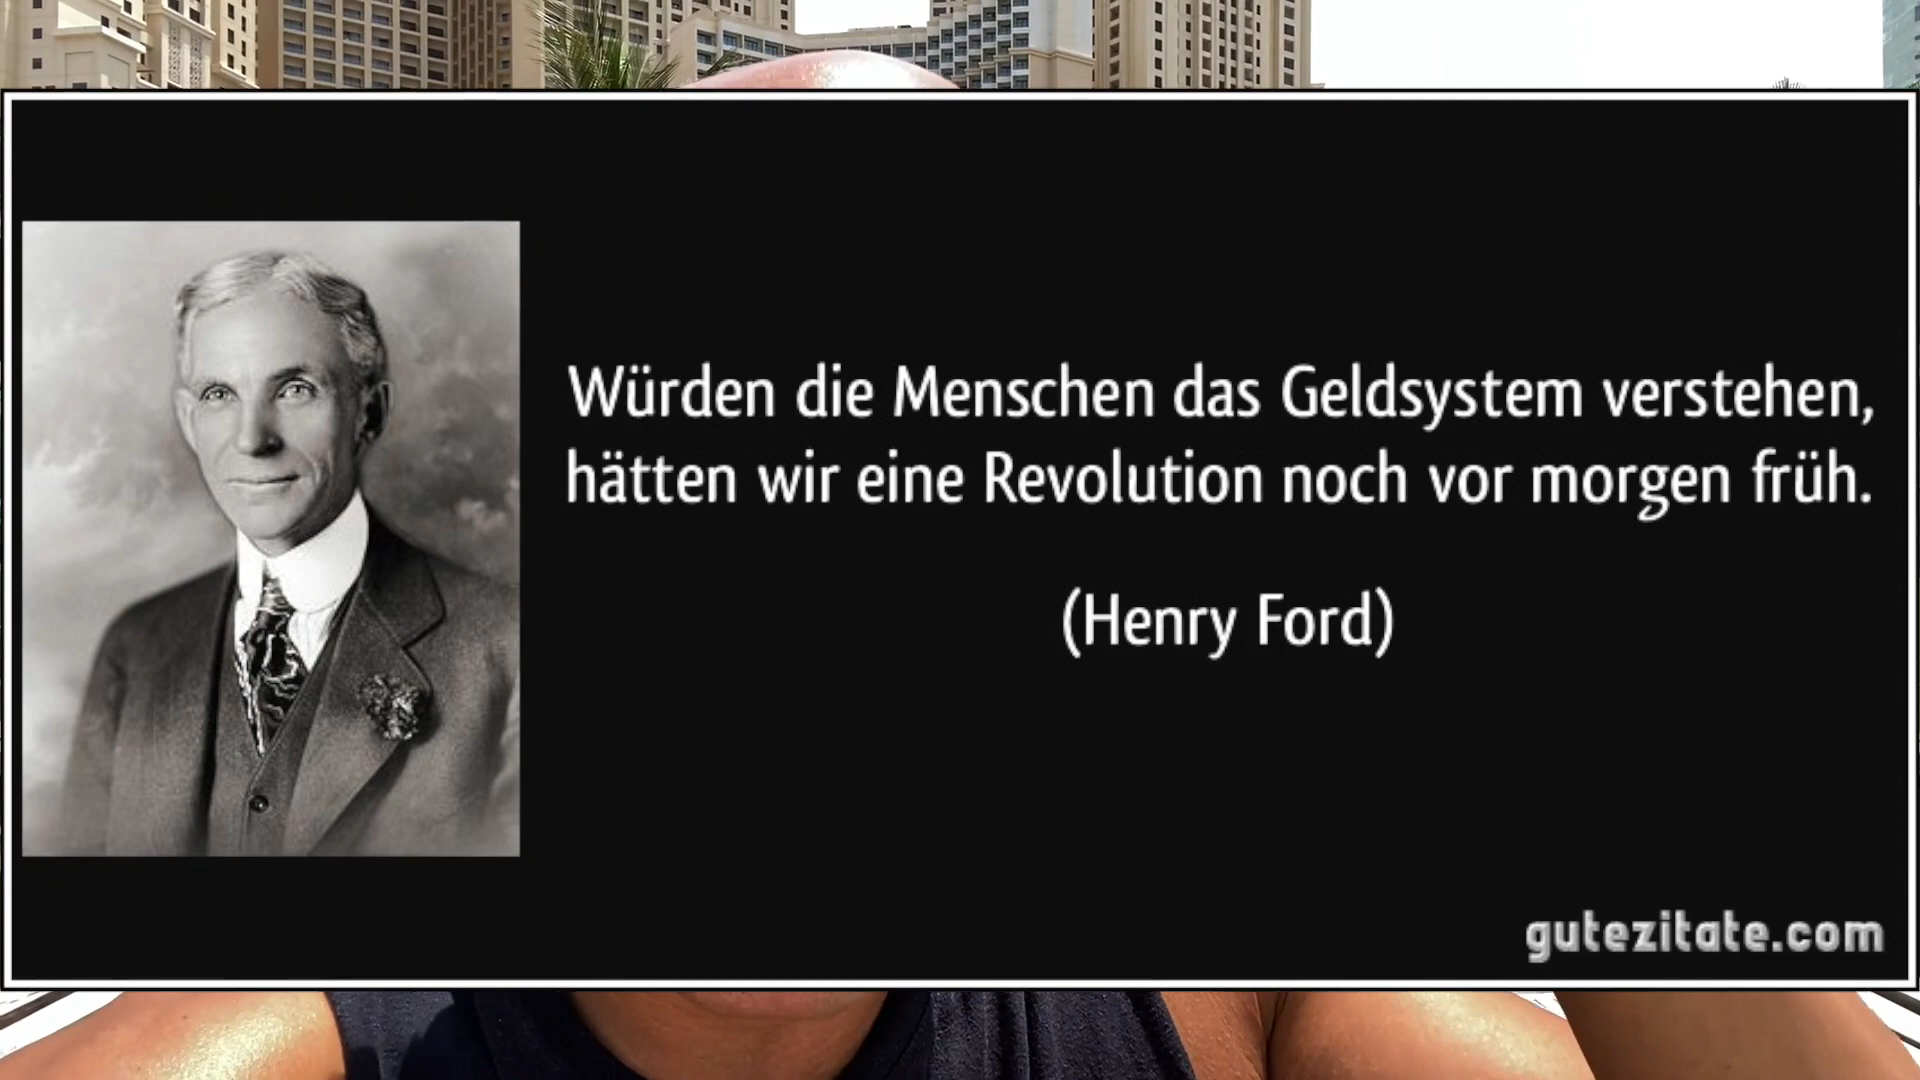 Würden die Menschen das Geldsystem verstehen,
hätten wir eine Revolution noch vor morgen früh.
(Henry Ford)
gutezitate.com